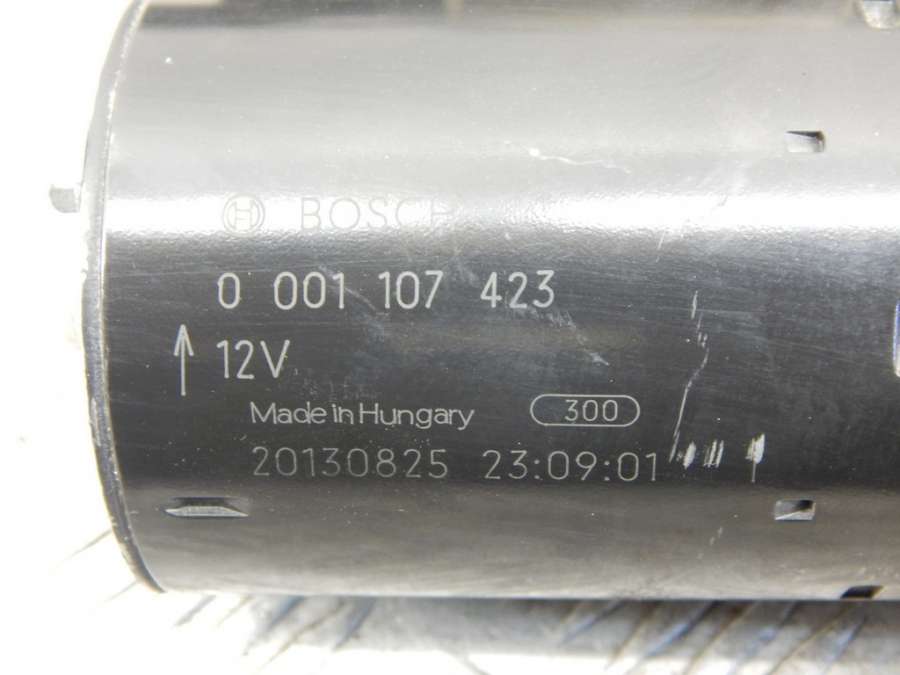 BOSCH
0 001 107 423
12V
Made in Hungary 300
20130825 23:09:01